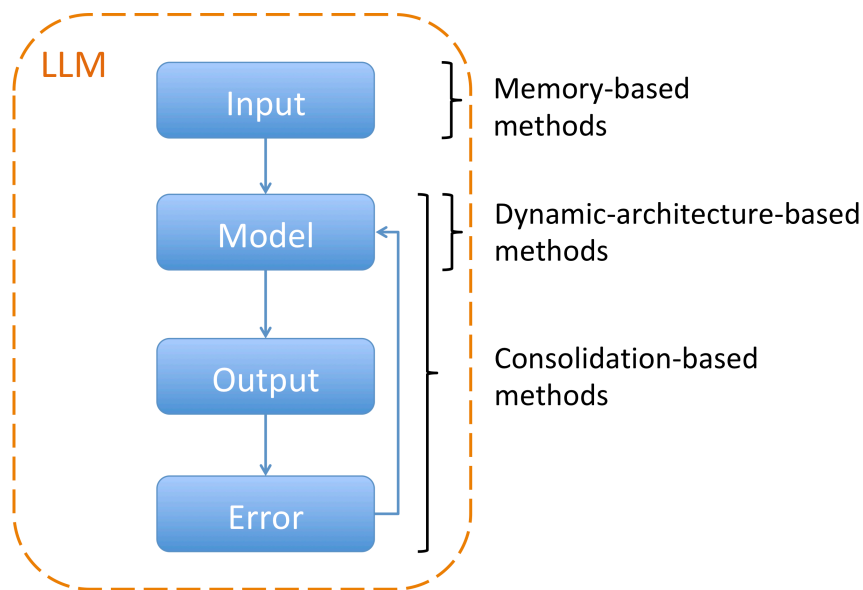 LLM
Input
Memory-based
methods
Model
Dynamic-architecture-based
methods
Output
Consolidation-based
methods
Error